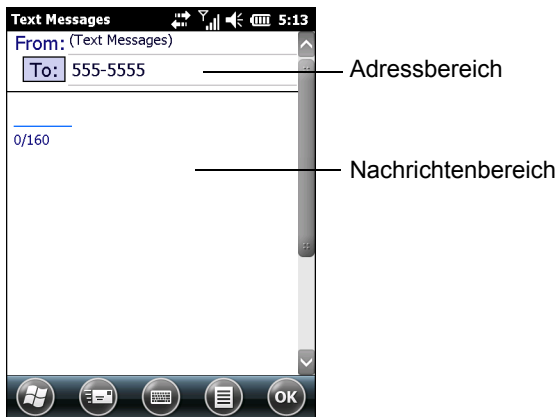 Text Messages 5:13
From: (Text Messages)
To: 555-5555
Adressbereich
0/160
Nachrichtenbereich
OK